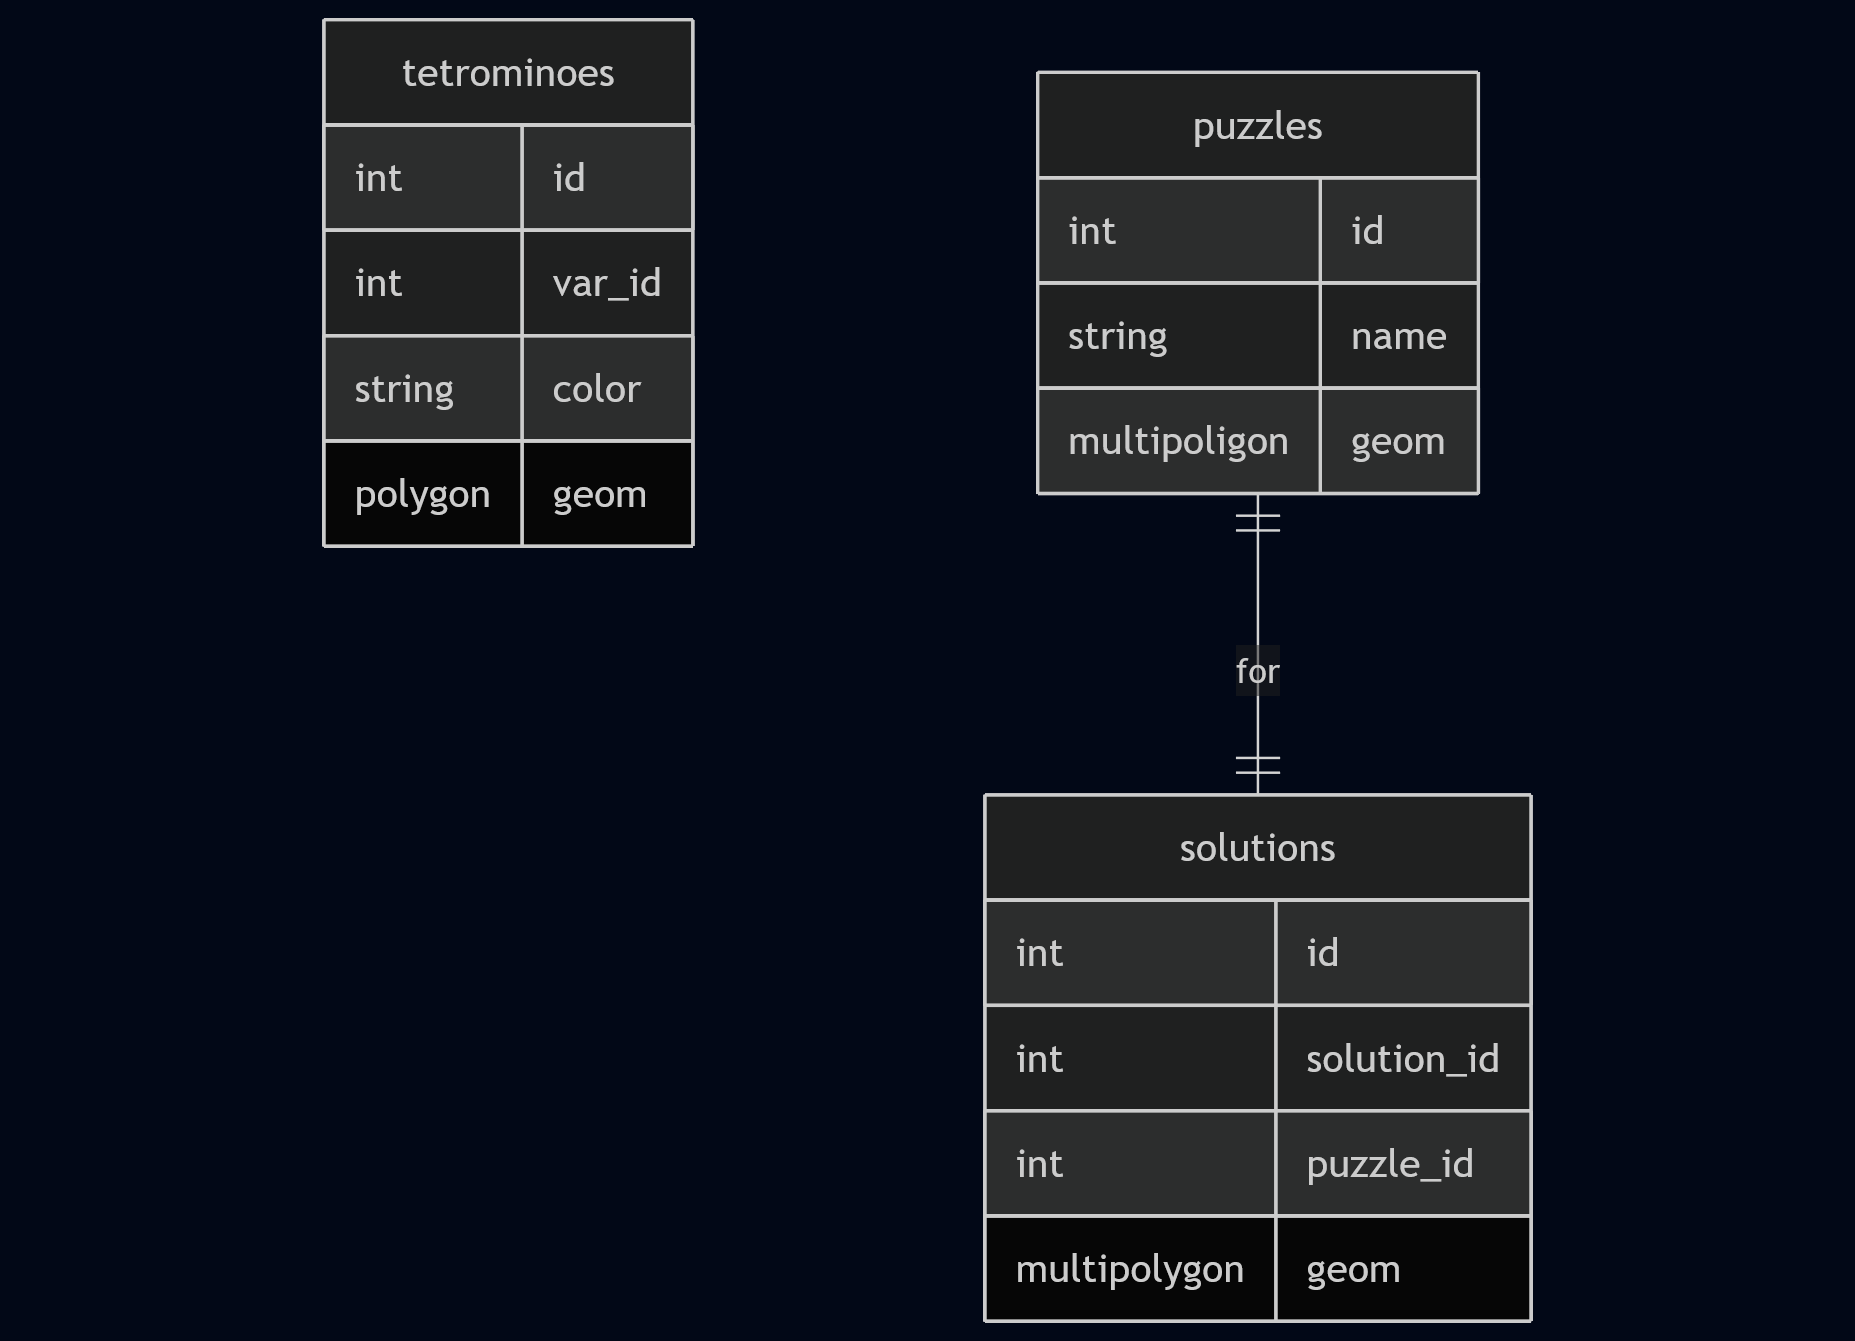 tetrominoes
int id
int var_id
string color
polygon geom
puzzles
int id
string name
multipoligon geom
for
solutions
int id
int solution_id
int puzzle_id
multipolygon geom